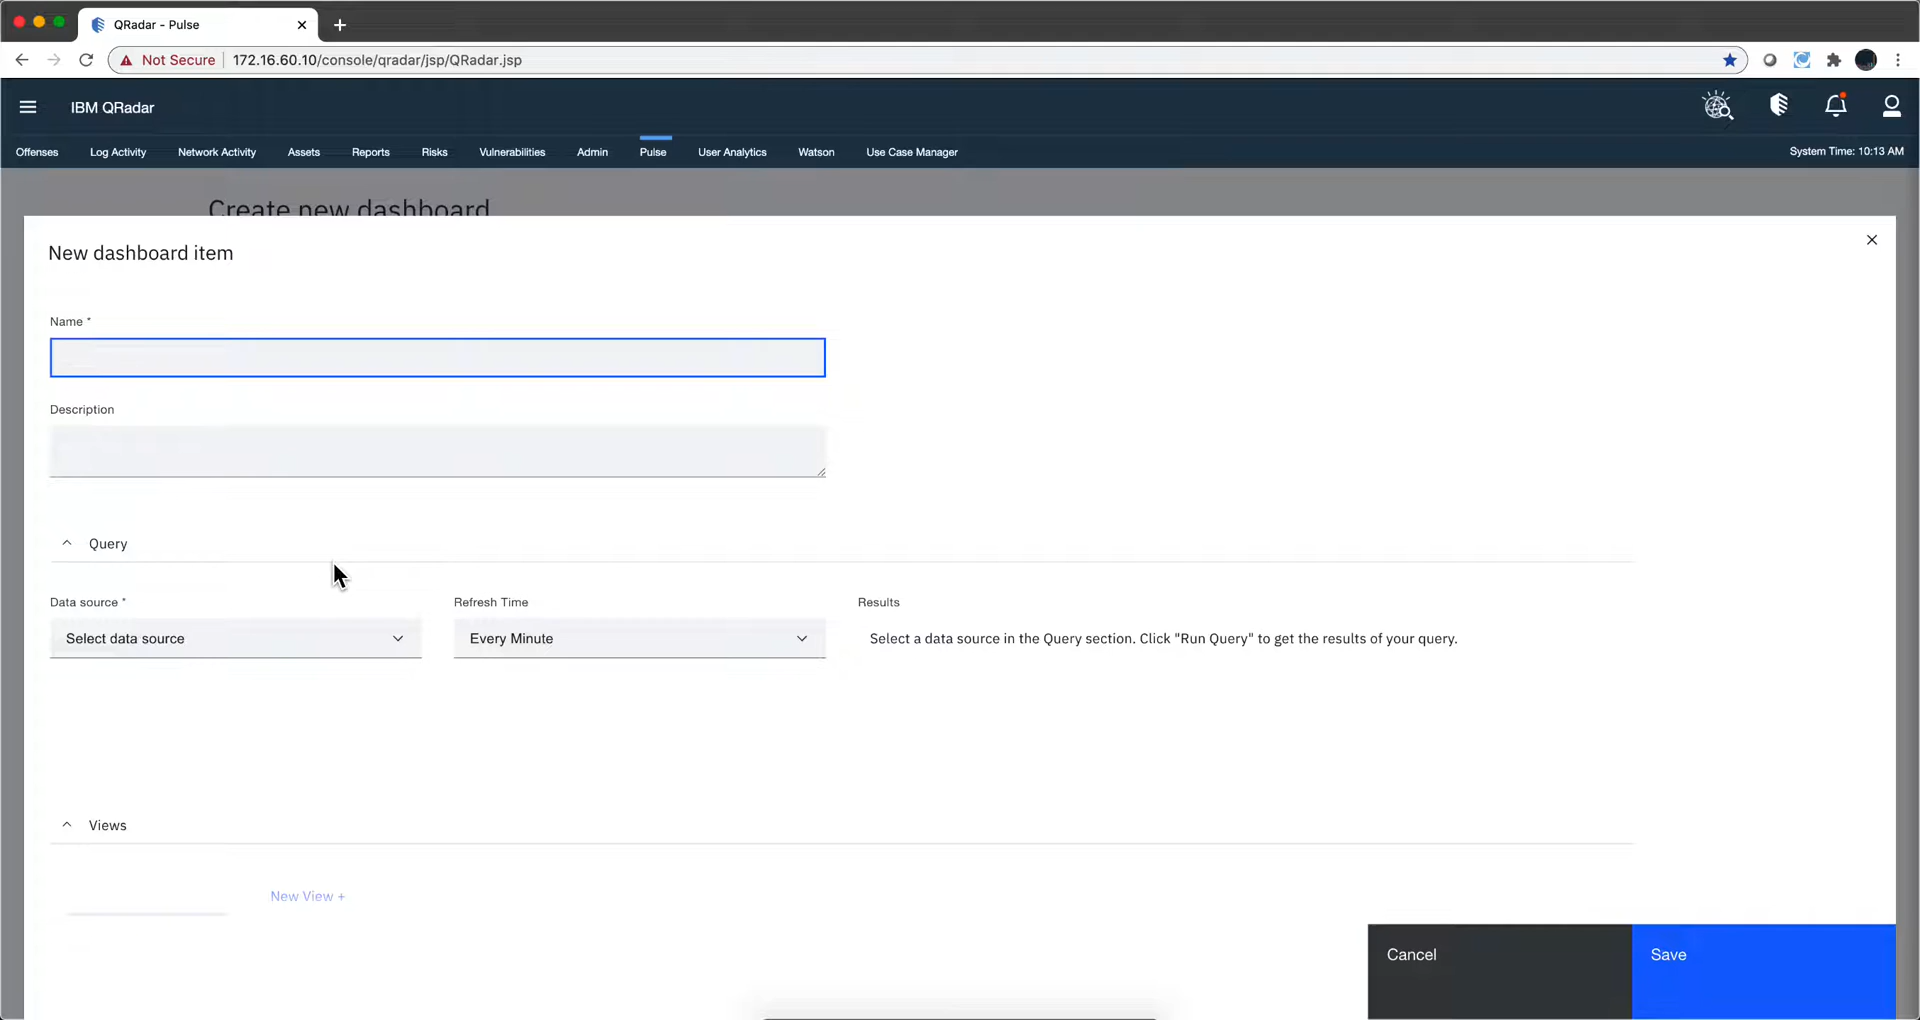 QRadar - Pulse
Not Secure 172.16.60.10/console/qradar/jsp/QRadar.jsp
IBM QRadar
Offenses Log Activity Network Activity Assets Reports Risks Vulnerabilities Admin Pulse User Analytics Watson Use Case Manager System Time: 10:13 AM
Create new dashboard
New dashboard item
Name *
Description
Query
Data source * Refresh Time Results
Select data source Every Minute Select a data source in the Query section. Click "Run Query" to get the results of your query.
Views
New View +
Cancel Save